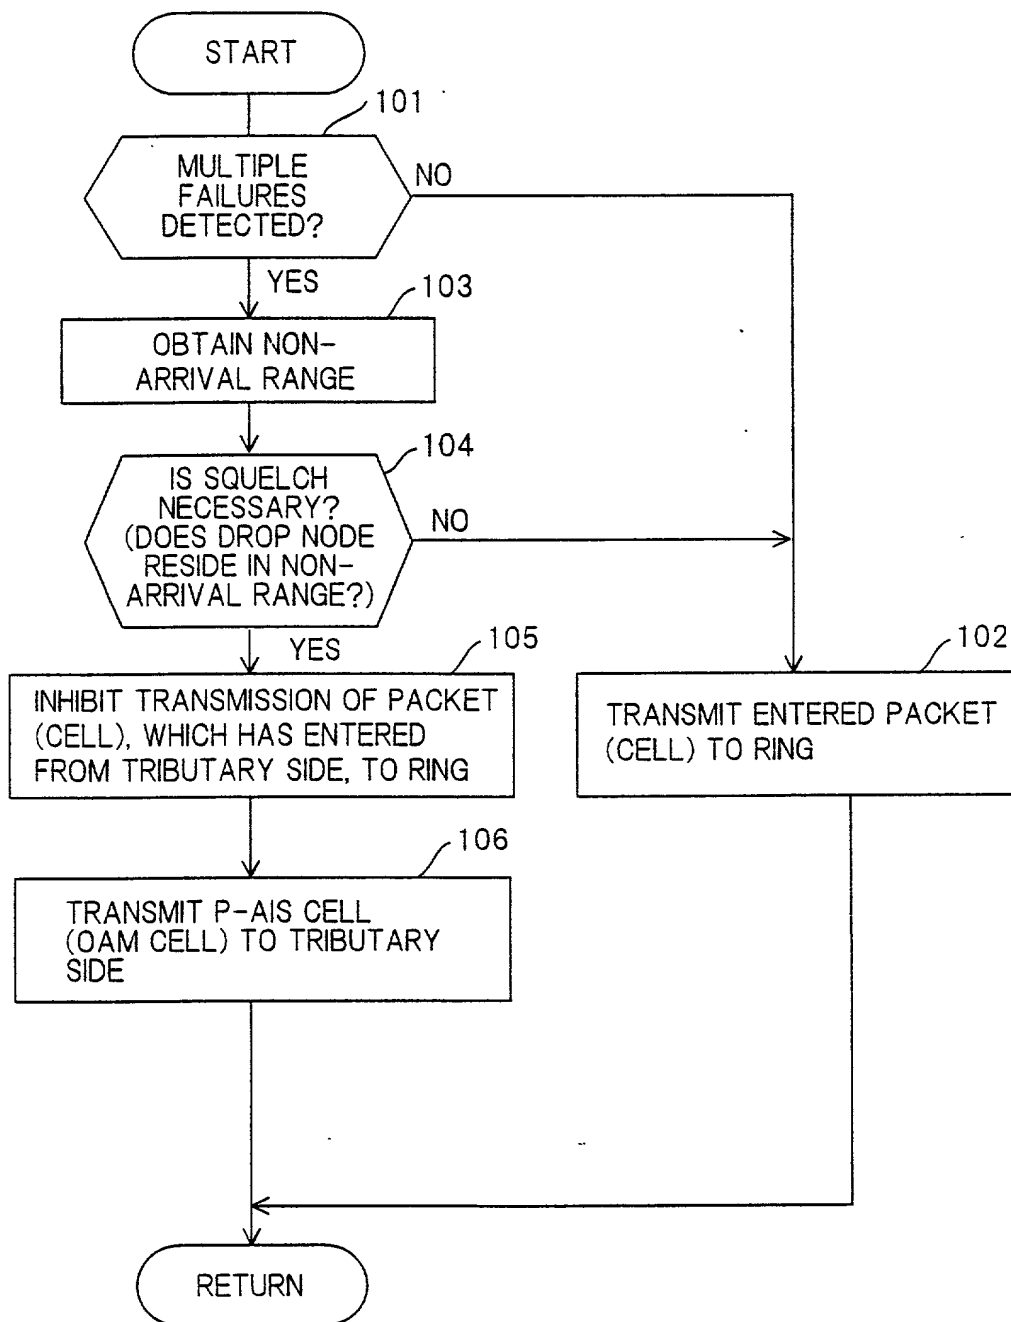 START
101
MULTIPLE
FAILURES
DETECTED?
NO
YES
103
OBTAIN NON-
ARRIVAL RANGE
104
IS SQUELCH
NECESSARY?
(DOES DROP NODE
RESIDE IN NON-
ARRIVAL RANGE?)
NO
YES
105
INHIBIT TRANSMISSION OF PACKET
(CELL), WHICH HAS ENTERED
FROM TRIBUTARY SIDE, TO RING
102
TRANSMIT ENTERED PACKET
(CELL) TO RING
106
TRANSMIT P-AIS CELL
(OAM CELL) TO TRIBUTARY
SIDE
RETURN